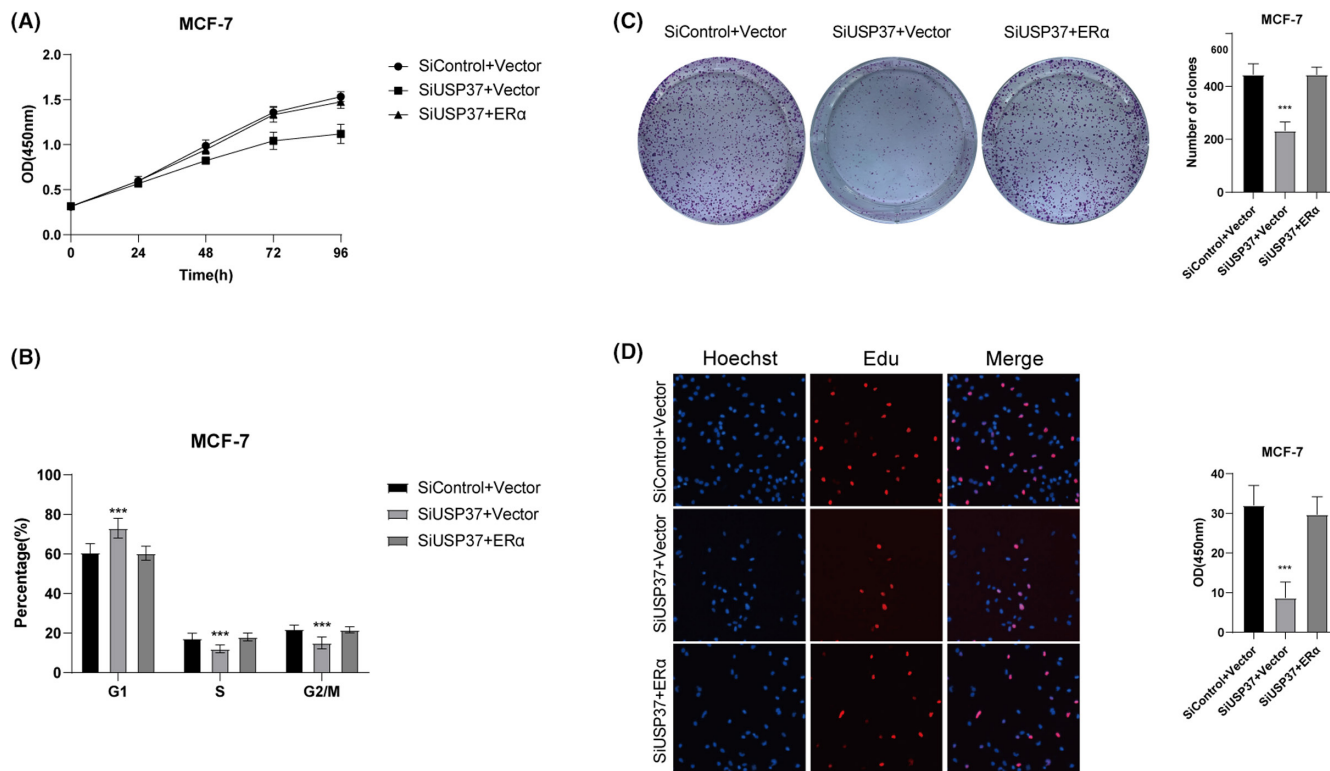 (A)
MCF-7
2.0
1.5
1.0
0.5
0.0
OD(450nm)
0 24 48 72 96
Time(h)
SiControl+Vector
SiUSP37+Vector
SiUSP37+ERα
(B)
MCF-7
100
80
60
40
20
0
Percentage(%)
***
***
***
G1 S G2/M
SiControl+Vector
SiUSP37+Vector
SiUSP37+ERα
(C)
SiControl+Vector SiUSP37+Vector SiUSP37+ERα
MCF-7
600
400
200
0
Number of clones
***
SiControl+Vector
SiUSP37+Vector
SiUSP37+ERα
(D)
Hoechst Edu Merge
SiControl+Vector
SiUSP37+Vector
SiUSP37+ERα
MCF-7
40
30
20
10
0
OD(450nm)
***
SiControl+Vector
SiUSP37+Vector
SiUSP37+ERα